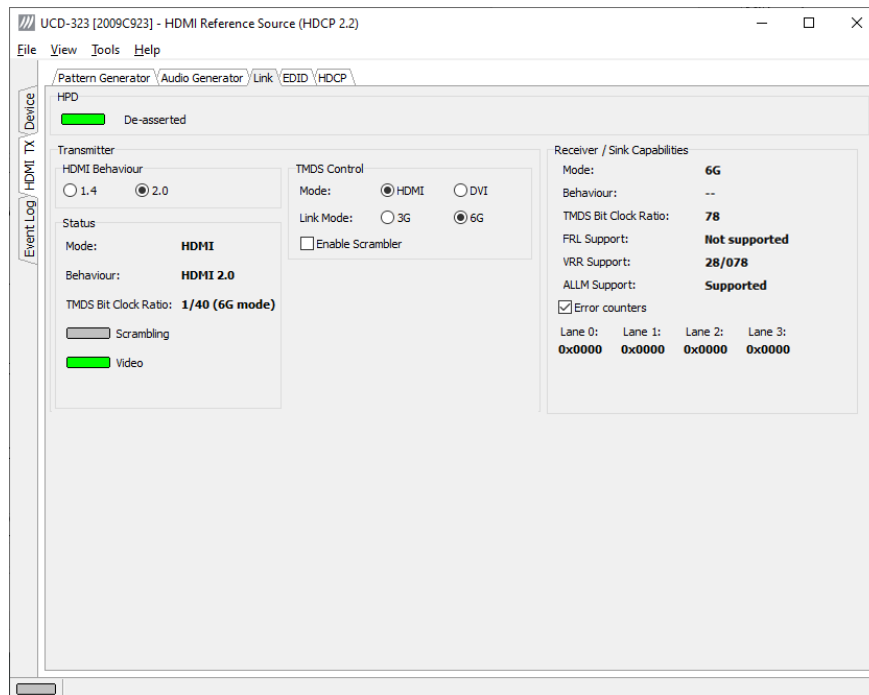 UCD-323 [2009C923] - HDMI Reference Source (HDCP 2.2)
File View Tools Help
Device
HDMI TX
Event Log
Pattern Generator Audio Generator Link EDID HDCP
HPD
De-asserted
Transmitter
HDMI Behaviour
1.4 2.0
Status
Mode: HDMI
Behaviour: HDMI 2.0
TMDS Bit Clock Ratio: 1/40 (6G mode)
Scrambling
Video
TMDS Control
Mode: HDMI DVI
Link Mode: 3G 6G
Enable Scrambler
Receiver / Sink Capabilities
Mode: 6G
Behaviour: --
TMDS Bit Clock Ratio: 78
FRL Support: Not supported
VRR Support: 28/078
ALLM Support: Supported
Error counters
Lane 0: Lane 1: Lane 2: Lane 3:
0x0000 0x0000 0x0000 0x0000